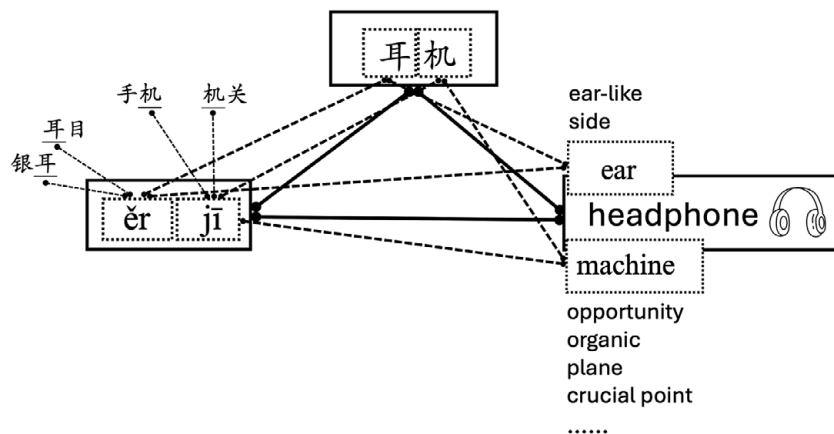 耳 机
手机
机关
耳目
银耳
ěr
jī
ear-like
side
ear
headphone
machine
opportunity
organic
plane
crucial point
......